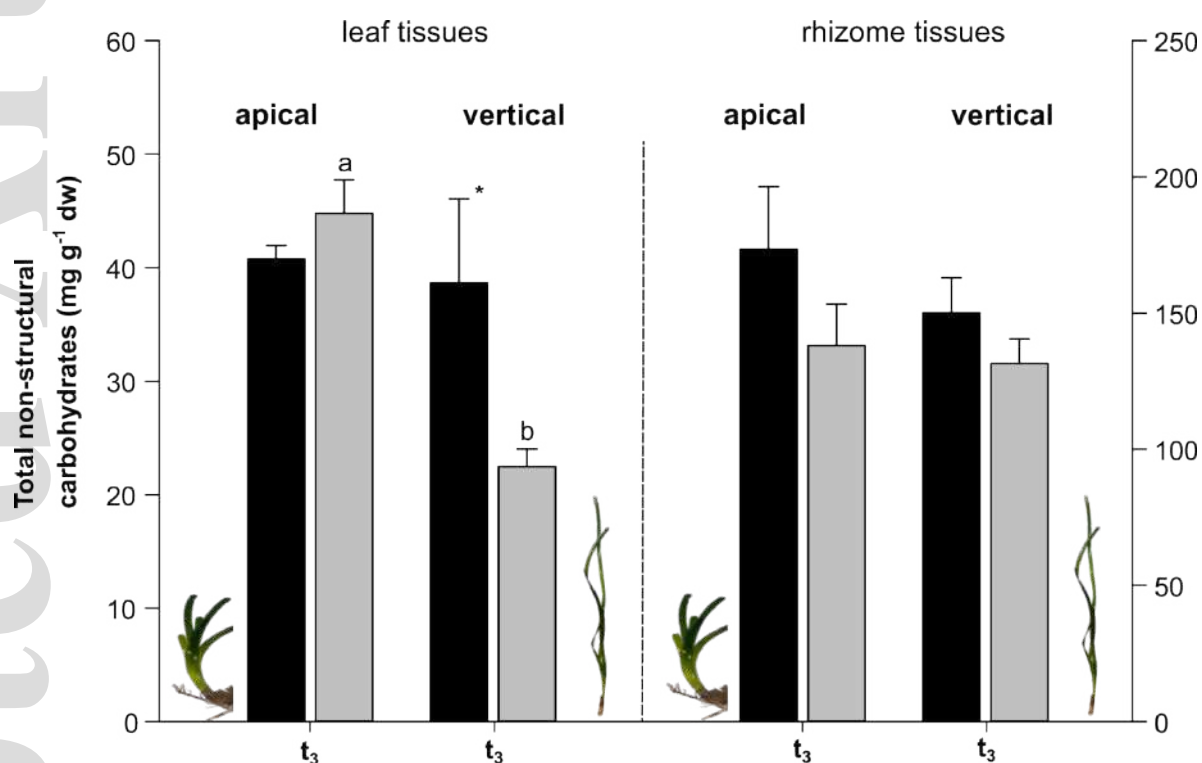 leaf tissues
rhizome tissues
apical
vertical
apical
vertical
Total non-structural
carbohydrates (mg g⁻¹ dw)
60
50
40
30
20
10
0
a
*
b
250
200
150
100
50
0
t₃
t₃
t₃
t₃